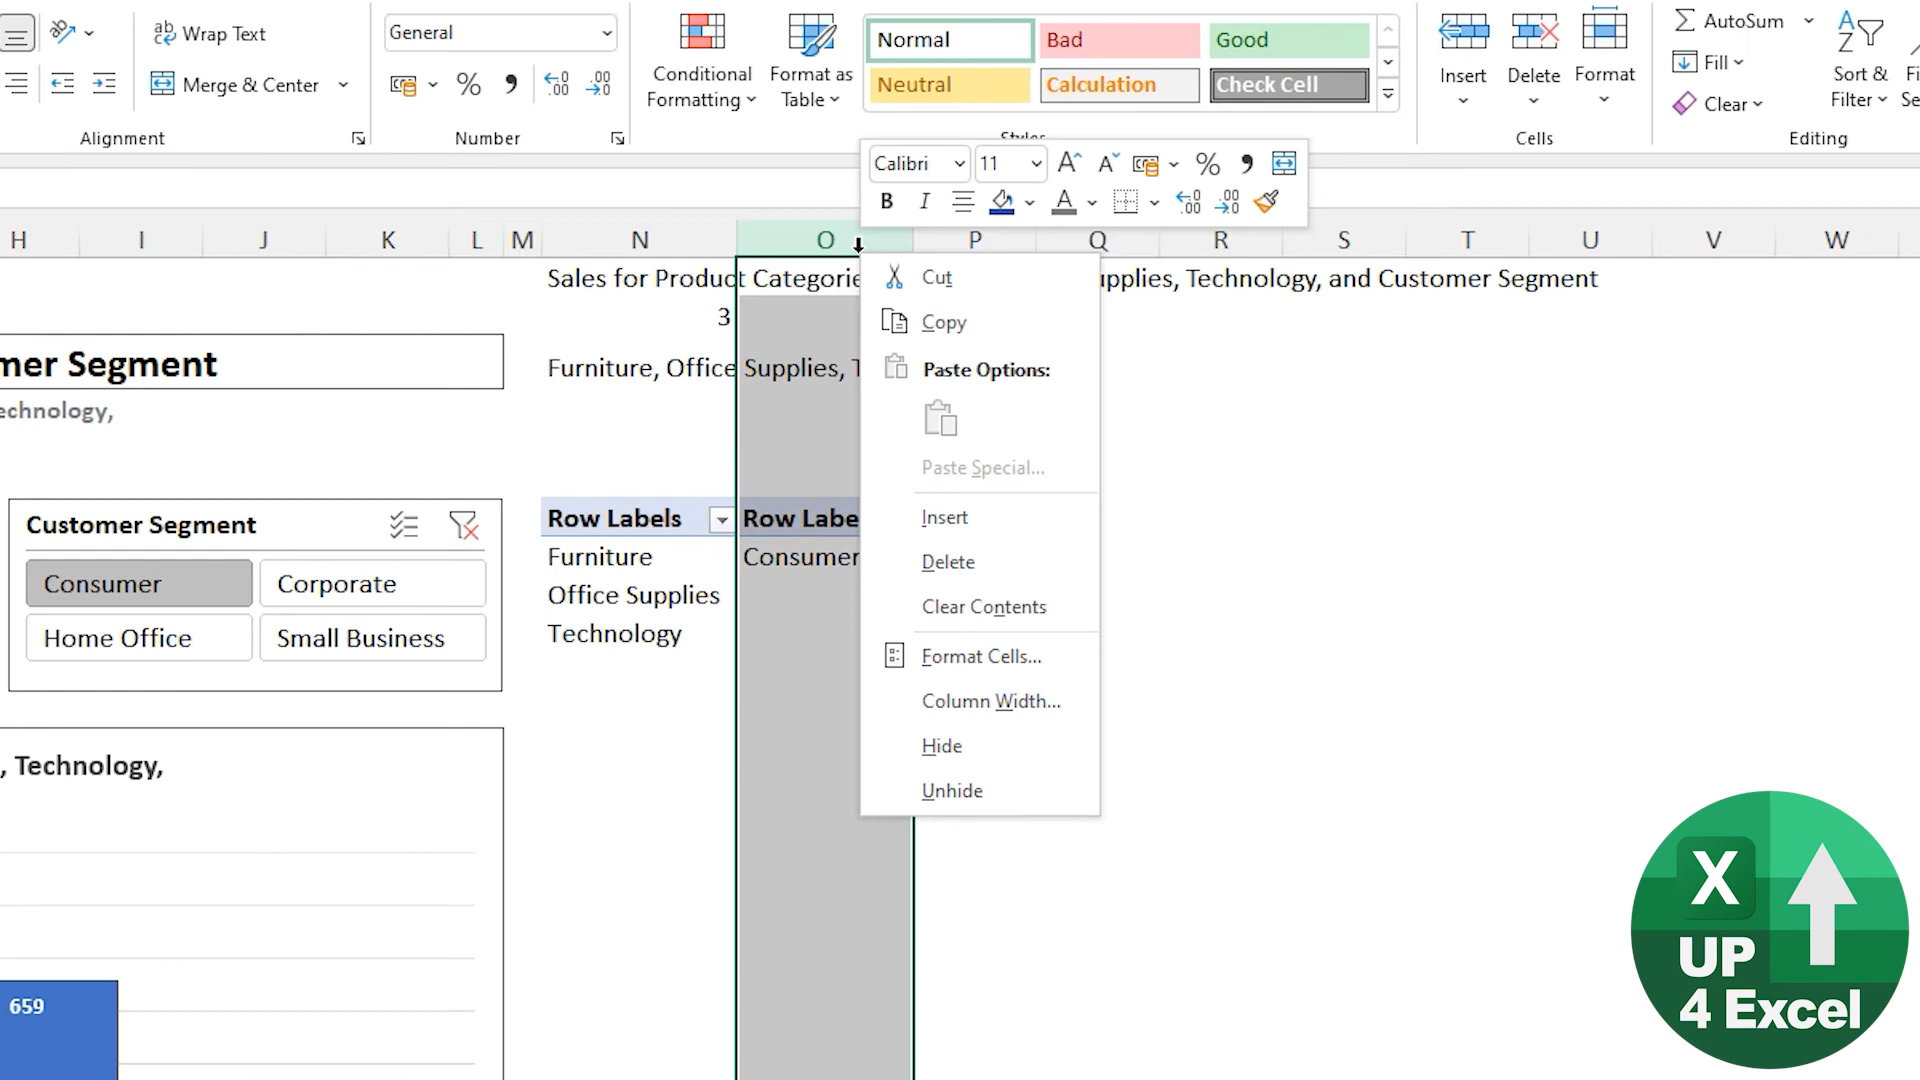 Wrap Text
General
Normal
Bad
Good
AutoSum
Merge & Center
%
Conditional
Formatting
Format as
Table
Neutral
Calculation
Check Cell
Insert
Delete
Format
Fill
Clear
Sort &
Filter
Alignment
Number
Cells
Editing
Calibri
11
%
B
I
H I J K L M N O P Q R S T U V W
Sales for Product Categorie
upplies, Technology, and Customer Segment
3
mer Segment
Furniture, Office Supplies, T
echnology,
Cut
Copy
Paste Options:
Paste Special...
Insert
Delete
Clear Contents
Format Cells...
Column Width...
Hide
Unhide
Customer Segment
Consumer
Corporate
Home Office
Small Business
Row Labels
Row Labe
Furniture
Consumer
Office Supplies
Technology
, Technology,
659
X
UP
4 Excel